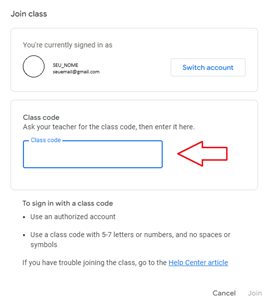 Join class
You're currently signed in as
SEU_NOME
seuemail@gmail.com
Switch account
Class code
Ask your teacher for the class code, then enter it here.
Class code
To sign in with a class code
• Use an authorized account
• Use a class code with 5-7 letters or numbers, and no spaces or
symbols
If you have trouble joining the class, go to the Help Center article
Cancel Join